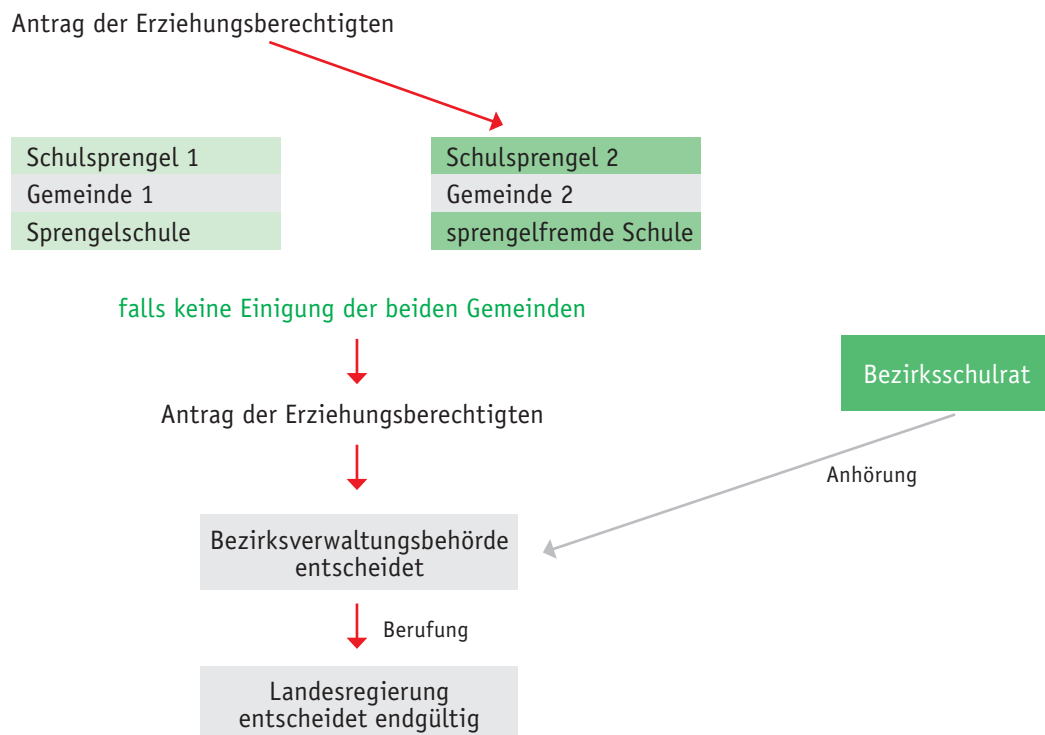 Antrag der Erziehungsberechtigten
Schulsprengel 1
Gemeinde 1
Sprengelschule
Schulsprengel 2
Gemeinde 2
sprengelfremde Schule
falls keine Einigung der beiden Gemeinden
Bezirksschulrat
Antrag der Erziehungsberechtigten
Anhörung
Bezirksverwaltungsbehörde
entscheidet
Berufung
Landesregierung
entscheidet endgültig